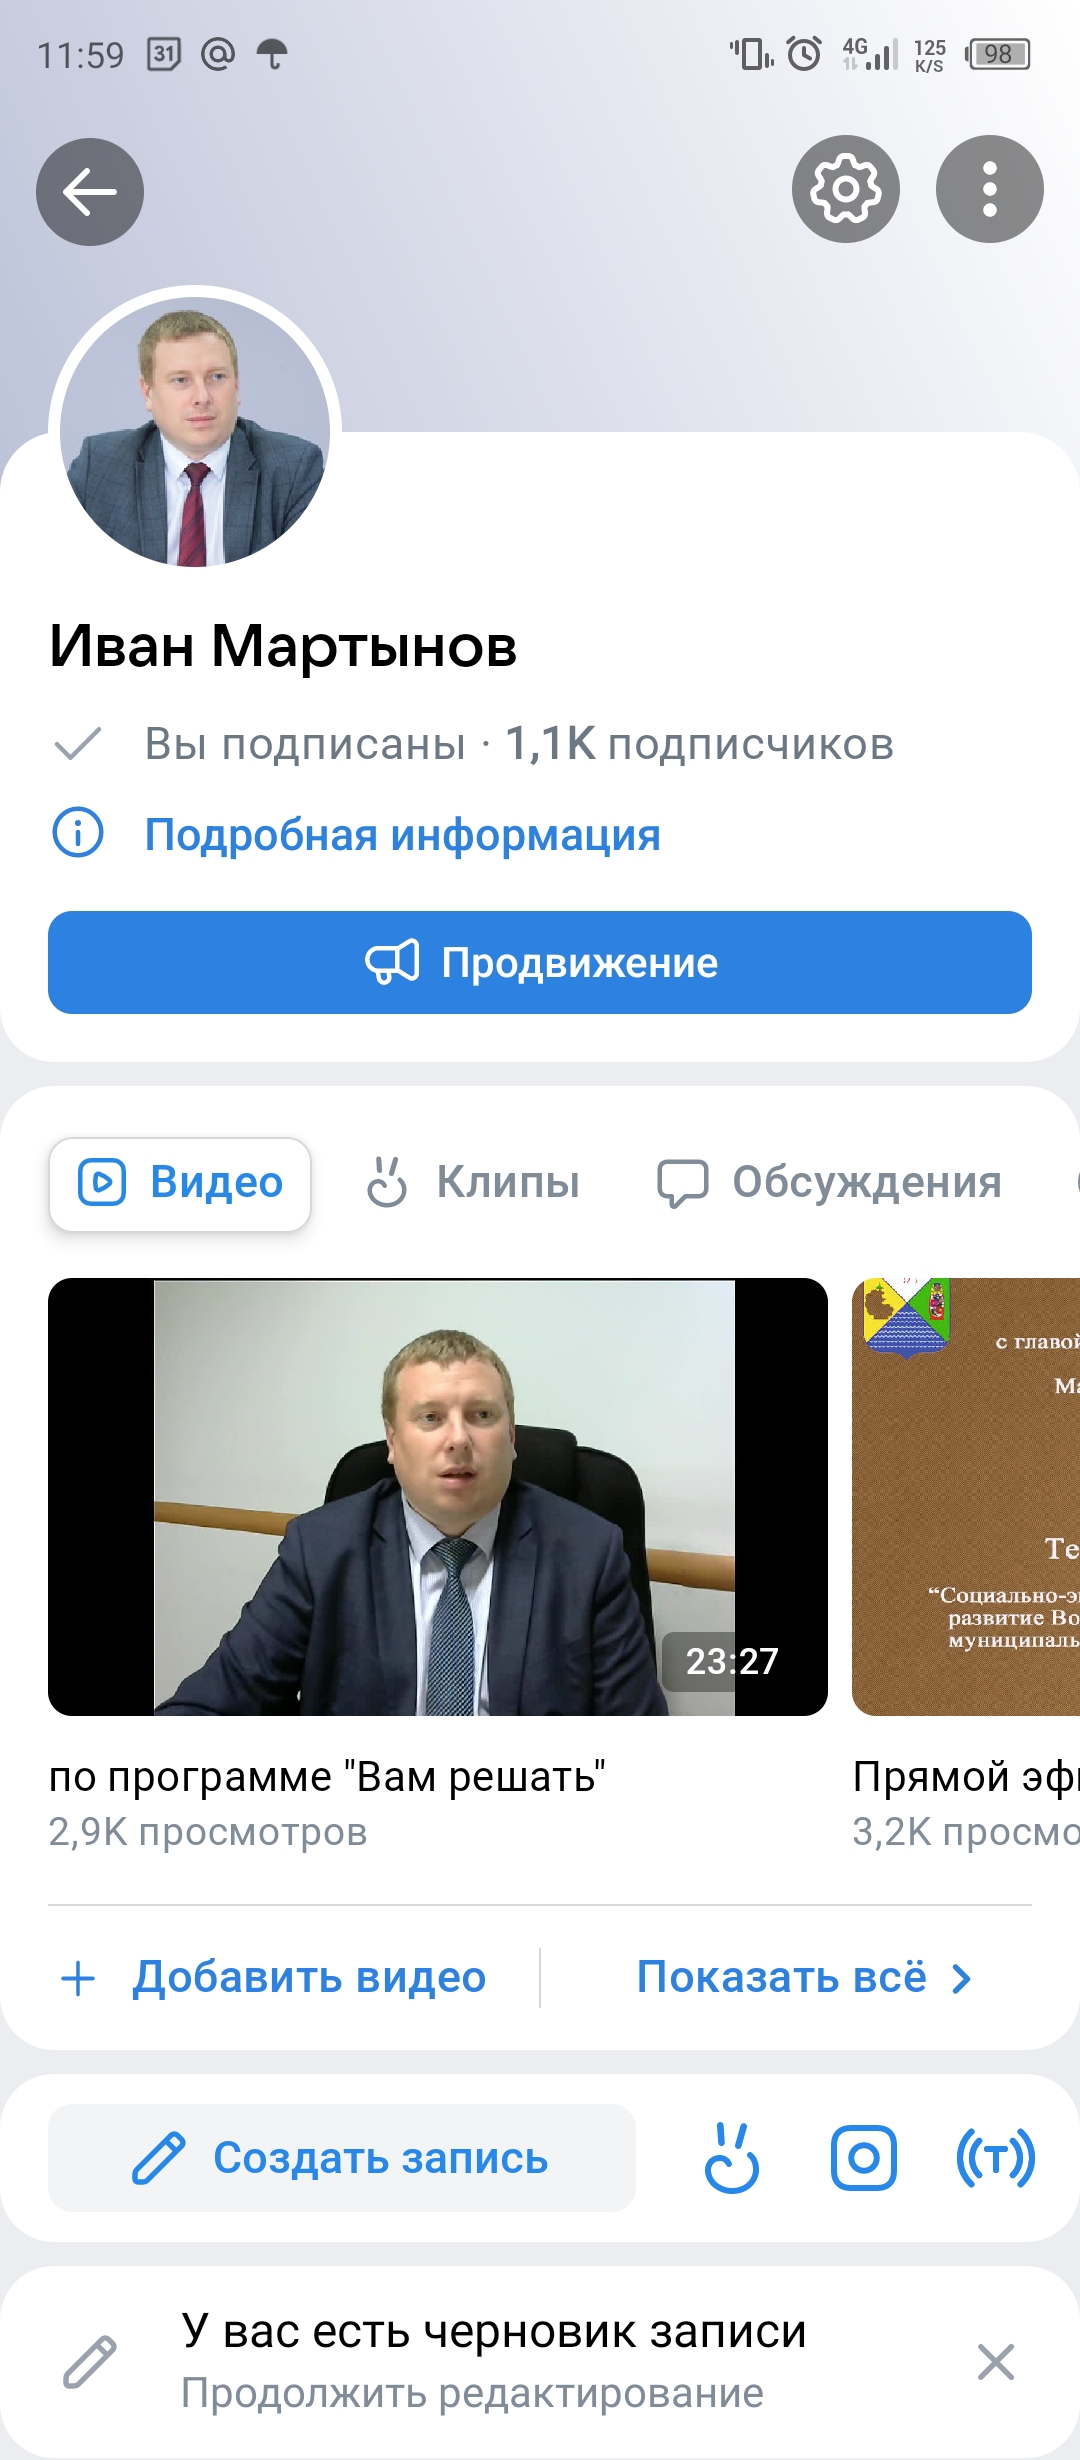 11:59 31 4G 125 K/S 98
Иван Мартынов
Вы подписаны · 1,1K подписчиков
Подробная информация
Продвижение
Видео Клипы Обсуждения
23:27
с главой
Те
“Социально-э
развитие Во
муниципаль
по программе "Вам решать"
2,9K просмотров
Прямой эф
3,2K просмо
Добавить видео
Показать всё
Создать запись
У вас есть черновик записи
Продолжить редактирование